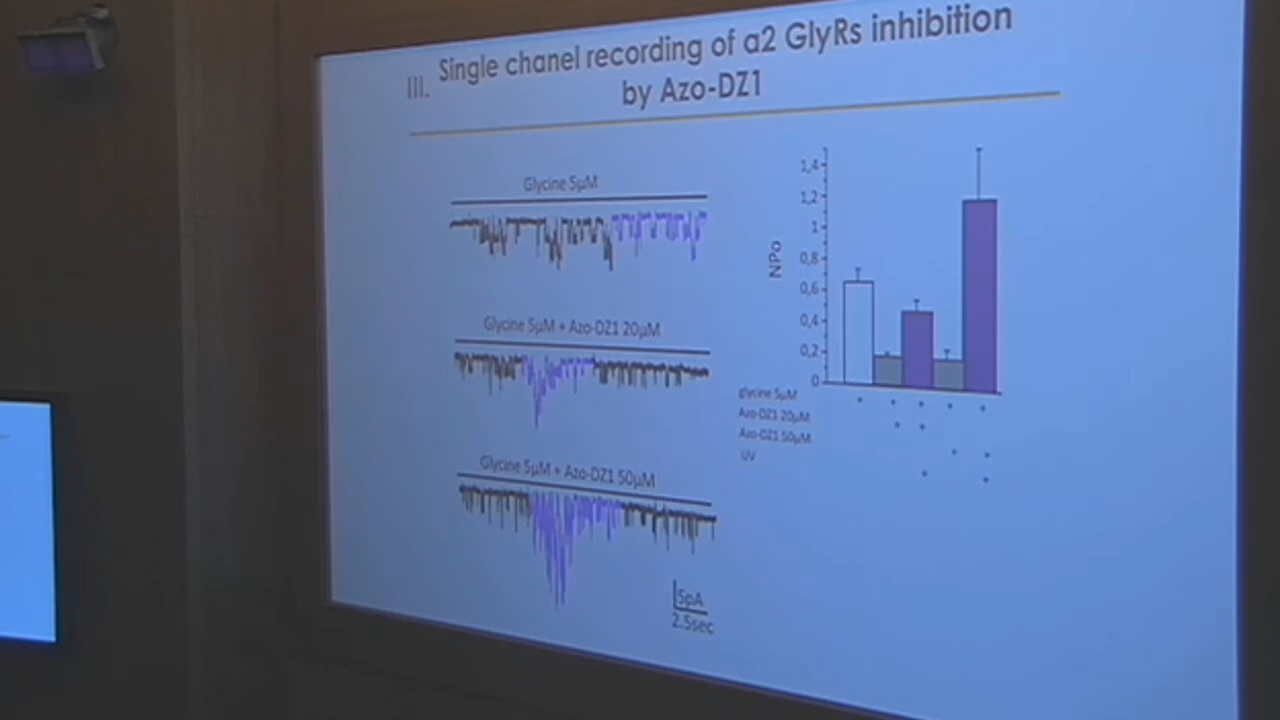 III. Single chanel recording of α2 GlyRs inhibition
by Azo-DZ1
Glycine 5µM
Glycine 5µM + Azo-DZ1 20µM
Glycine 5µM + Azo-DZ1 50µM
5pA
2.5sec
NPo
1,4
1,2
1
0,8
0,6
0,4
0,2
0
glycine 5µM
Azo-DZ1 20µM
Azo-DZ1 50µM
UV